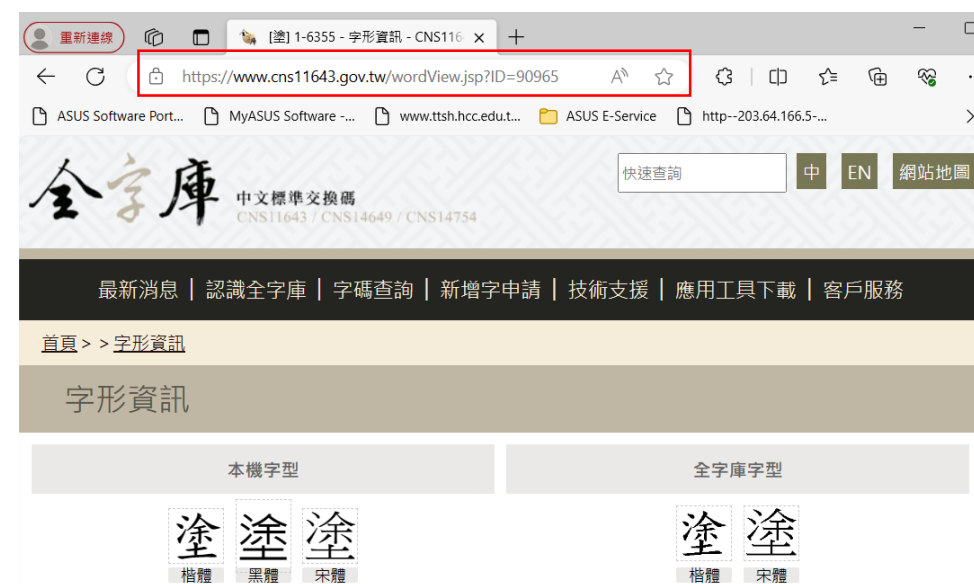 重新連線
[塗] 1-6355 - 字形資訊 - CNS116
https://www.cns11643.gov.tw/wordView.jsp?ID=90965
ASUS Software Port... MyASUS Software -... www.ttsh.hcc.edu.t... ASUS E-Service http--203.64.166.5-...
全字庫 中文標準交換碼
CNS11643 / CNS14649 / CNS14754
快速查詢 中 EN 網站地圖
最新消息 | 認識全字庫 | 字碼查詢 | 新增字申請 | 技術支援 | 應用工具下載 | 客戶服務
首頁 > > 字形資訊
字形資訊
本機字型 全字庫字型
塗 塗 塗 塗 塗
楷體 黑體 宋體 楷體 宋體